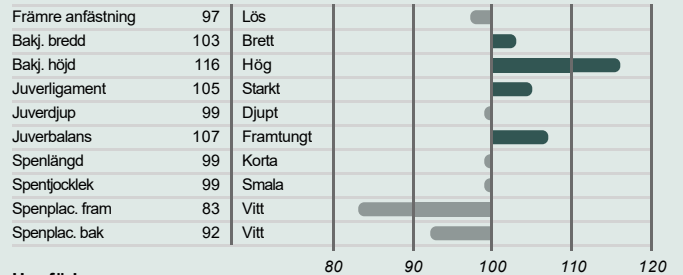 Främre anfästning 97 Lös
Bakj. bredd 103 Brett
Bakj. höjd 116 Hög
Juverligament 105 Starkt
Juverdjup 99 Djupt
Juverbalans 107 Framtungt
Spenlängd 99 Korta
Spentjocklek 99 Smala
Spenplac. fram 83 Vitt
Spenplac. bak 92 Vitt
80 90 100 110 120